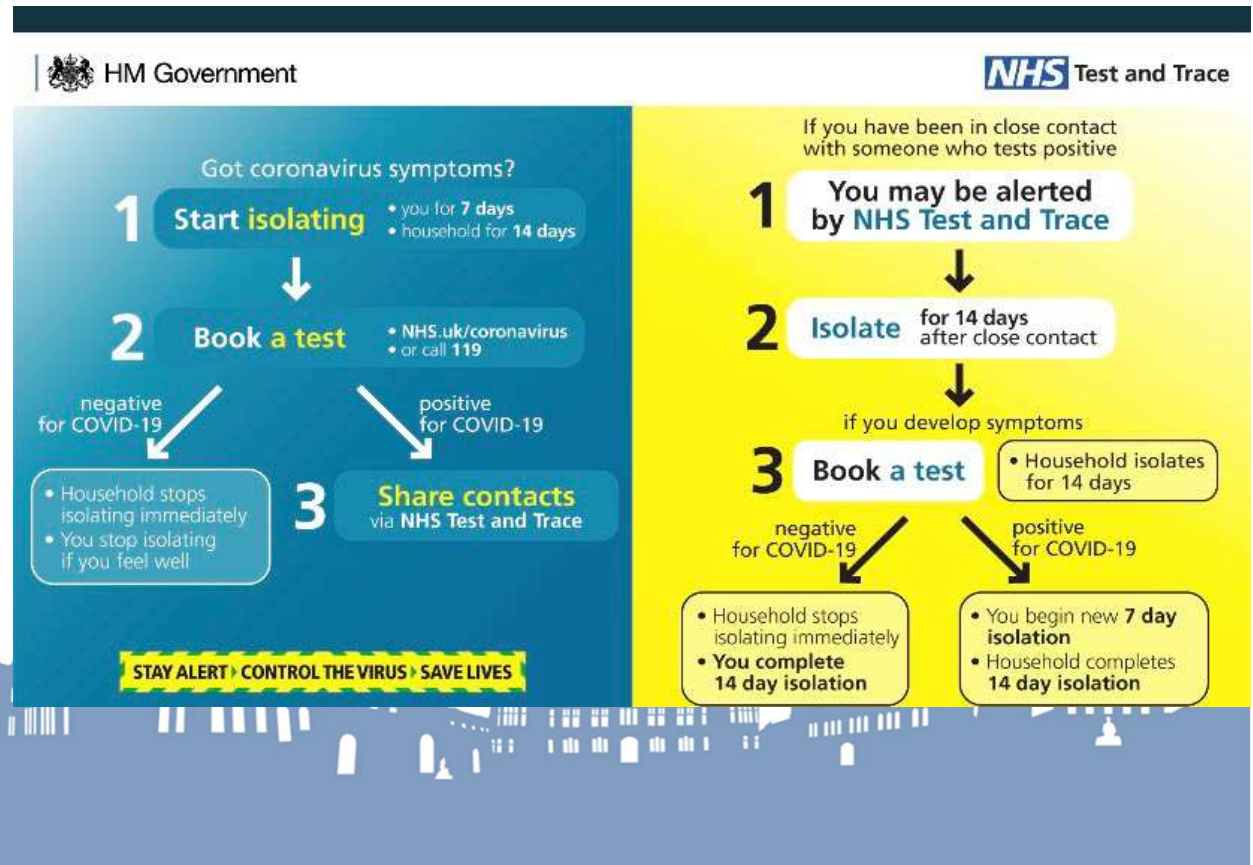 HM Government
NHS Test and Trace
Got coronavirus symptoms?
1
Start isolating
• you for 7 days
• household for 14 days
2
Book a test
• NHS.uk/coronavirus
• or call 119
negative
for COVID-19
positive
for COVID-19
• Household stops
isolating immediately
• You stop isolating
if you feel well
3
Share contacts
via NHS Test and Trace
STAY ALERT CONTROL THE VIRUS SAVE LIVES
If you have been in close contact
with someone who tests positive
1
You may be alerted
by NHS Test and Trace
2
Isolate
for 14 days
after close contact
if you develop symptoms
3
Book a test
• Household isolates
for 14 days
negative
for COVID-19
positive
for COVID-19
• Household stops
isolating immediately
• You complete
14 day isolation
• You begin new 7 day
isolation
• Household completes
14 day isolation